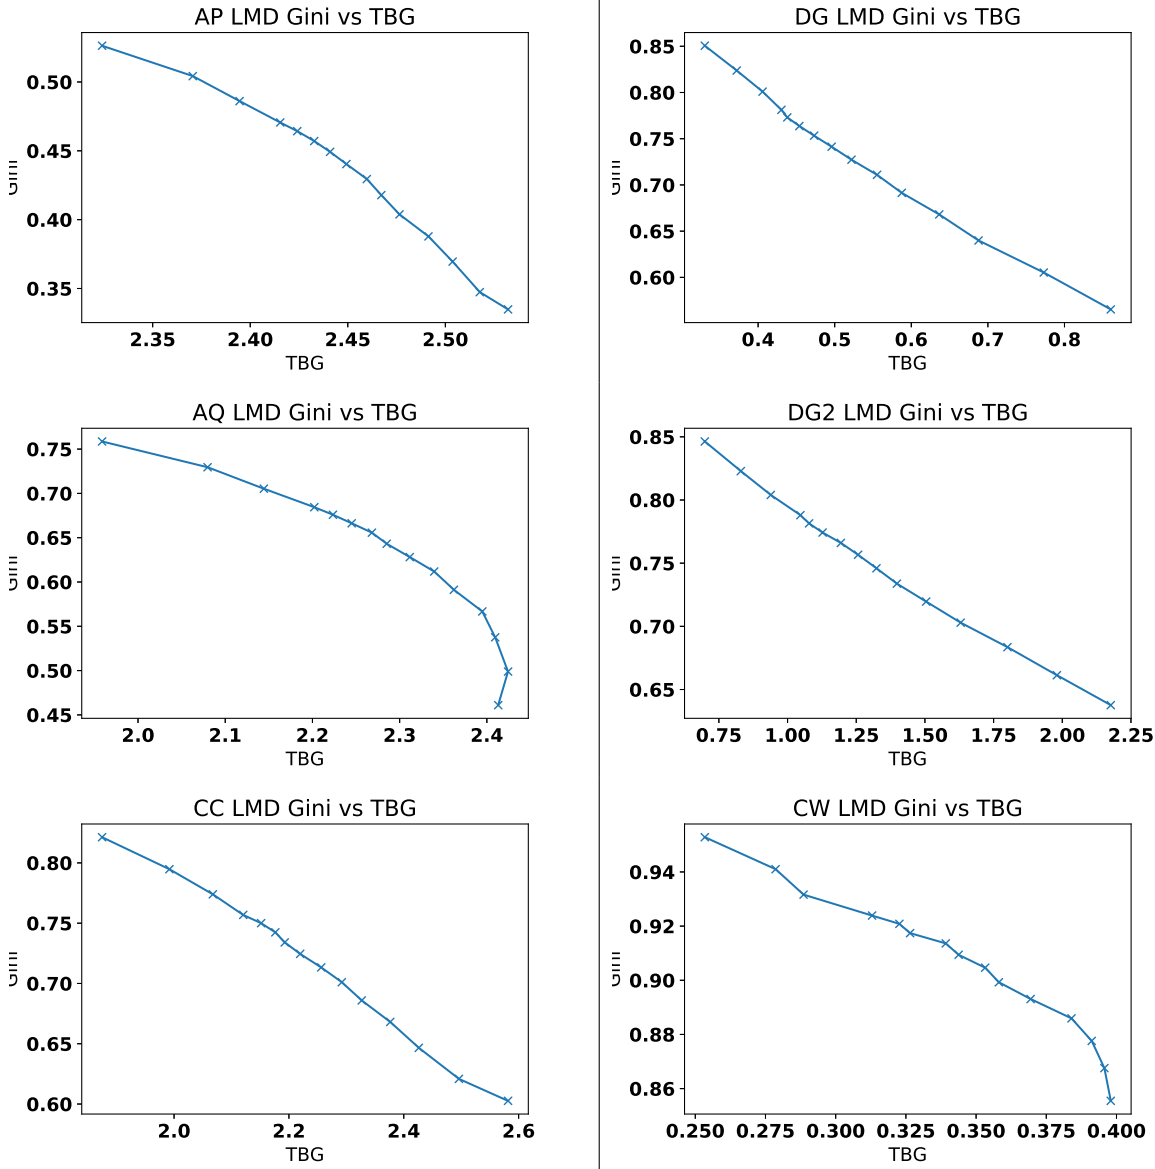 AP LMD Gini vs TBG
0.50
0.45
0.40
0.35
Gini
2.35 2.40 2.45 2.50
TBG
DG LMD Gini vs TBG
0.85
0.80
0.75
0.70
0.65
0.60
Gini
0.4 0.5 0.6 0.7 0.8
TBG
AQ LMD Gini vs TBG
0.75
0.70
0.65
0.60
0.55
0.50
0.45
Gini
2.0 2.1 2.2 2.3 2.4
TBG
DG2 LMD Gini vs TBG
0.85
0.80
0.75
0.70
0.65
Gini
0.75 1.00 1.25 1.50 1.75 2.00 2.25
TBG
CC LMD Gini vs TBG
0.80
0.75
0.70
0.65
0.60
Gini
2.0 2.2 2.4 2.6
TBG
CW LMD Gini vs TBG
0.94
0.92
0.90
0.88
0.86
Gini
0.250 0.275 0.300 0.325 0.350 0.375 0.400
TBG